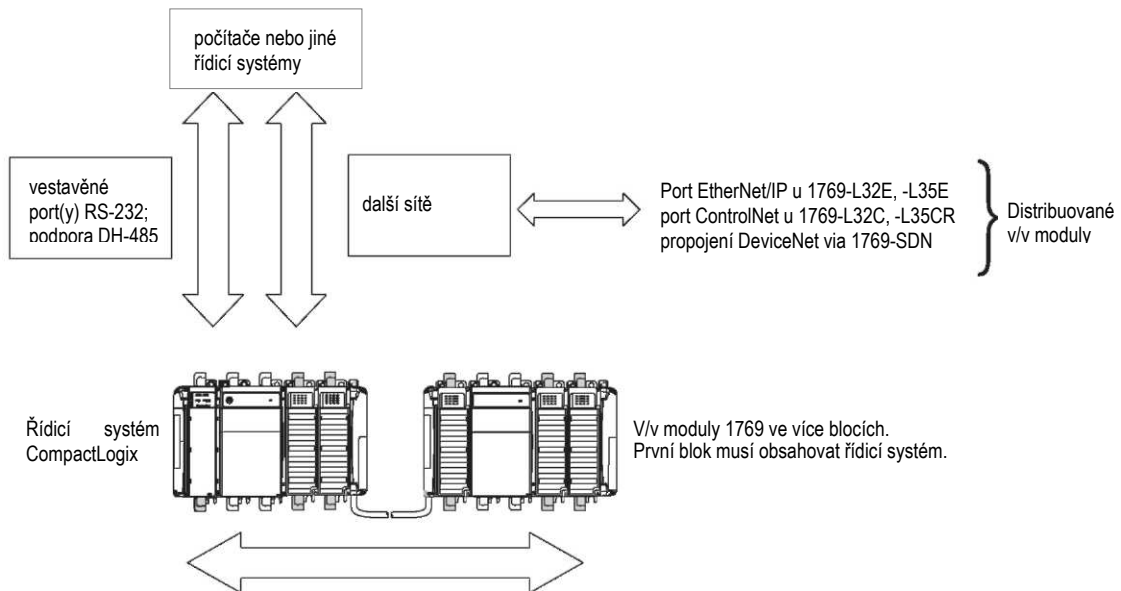 počítače nebo jiné
řídicí systémy
vestavěné
port(y) RS-232;
podpora DH-485
další sítě
Port EtherNet/IP u 1769-L32E, -L35E
port ControlNet u 1769-L32C, -L35CR
propojení DeviceNet via 1769-SDN
Distribuované
v/v moduly
Řídicí systém
CompactLogix
V/v moduly 1769 ve více blocích.
První blok musí obsahovat řídicí systém.